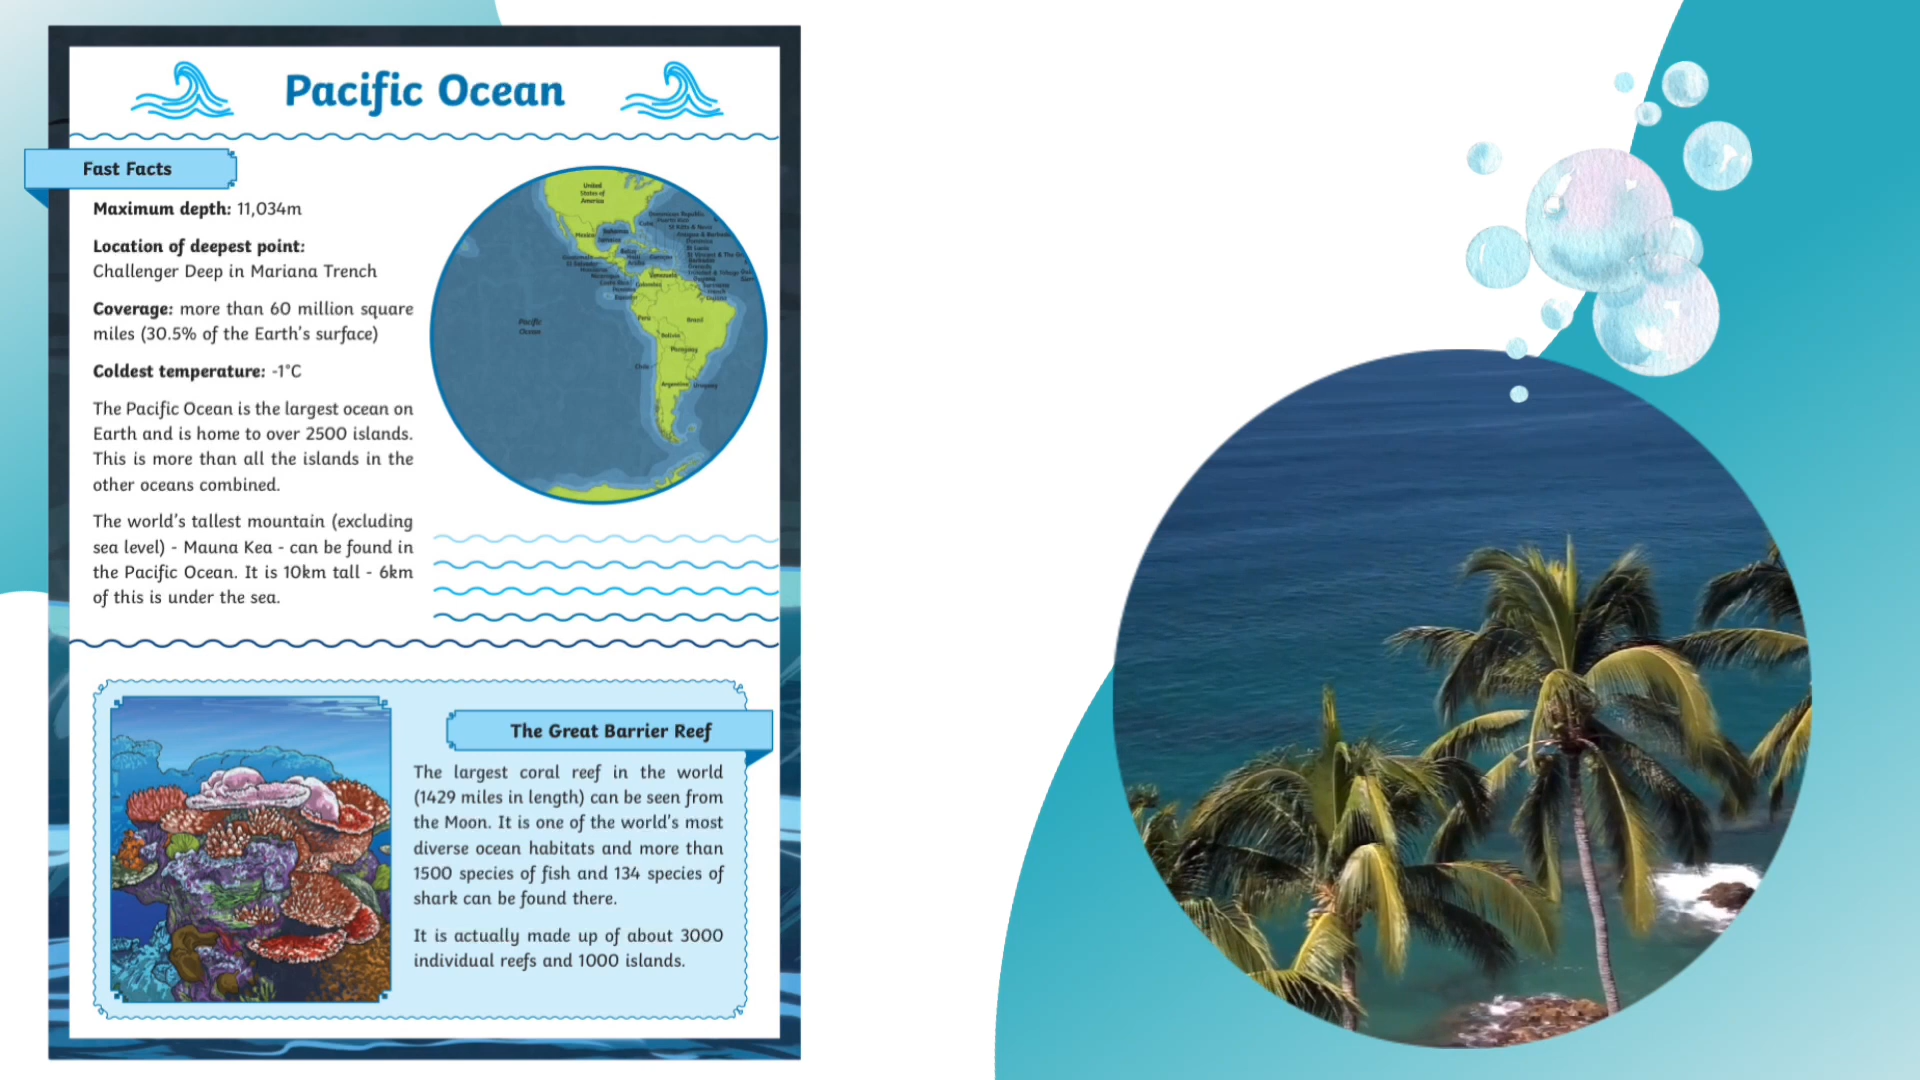 Pacific Ocean
Fast Facts
Maximum depth: 11,034m
Location of deepest point:
Challenger Deep in Mariana Trench
Coverage: more than 60 million square
miles (30.5% of the Earth's surface)
Coldest temperature: -1°C
The Pacific Ocean is the largest ocean on
Earth and is home to over 2500 islands.
This is more than all the islands in the
other oceans combined.
The world's tallest mountain (excluding
sea level) - Mauna Kea - can be found in
the Pacific Ocean. It is 10km tall - 6km
of this is under the sea.
United
States of
America
Mexico
Cuba
Venezuela
Colombia
Peru
Brazil
Bolivia
Paraguay
Chile
Argentina
Uruguay
Pacific
Ocean
The Great Barrier Reef
The largest coral reef in the world
(1429 miles in length) can be seen from
the Moon. It is one of the world's most
diverse ocean habitats and more than
1500 species of fish and 134 species of
shark can be found there.
It is actually made up of about 3000
individual reefs and 1000 islands.